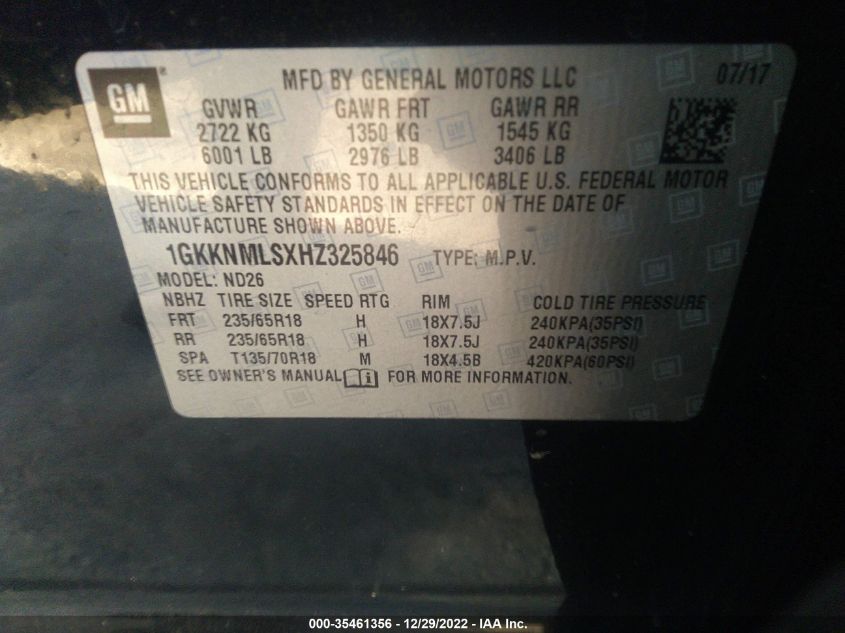 GM ®
MFD BY GENERAL MOTORS LLC 07/17
GVWR GAWR FRT GAWR RR
2722 KG 1350 KG 1545 KG
6001 LB 2976 LB 3406 LB
THIS VEHICLE CONFORMS TO ALL APPLICABLE U.S. FEDERAL MOTOR
VEHICLE SAFETY STANDARDS IN EFFECT ON THE DATE OF
MANUFACTURE SHOWN ABOVE.
1GKKNMLSXHZ325846 TYPE: M.P.V.
MODEL: ND26
NBHZ TIRE SIZE SPEED RTG RIM COLD TIRE PRESSURE
FRT 235/65R18 H 18X7.5J 240KPA(35PSI)
RR 235/65R18 H 18X7.5J 240KPA(35PSI)
SPA T135/70R18 M 18X4.5B 420KPA(60PSI)
SEE OWNER'S MANUAL i FOR MORE INFORMATION.
000-35461356 - 12/29/2022 - IAA Inc.